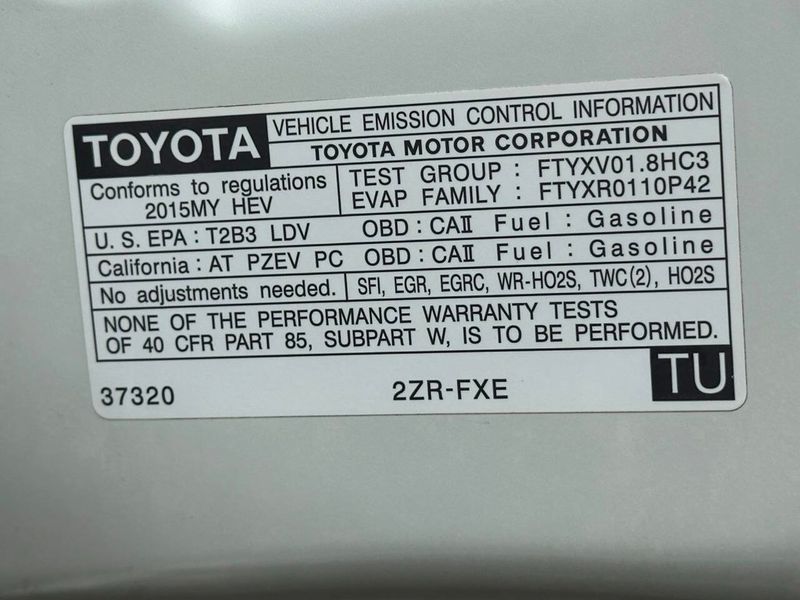 TOYOTA VEHICLE EMISSION CONTROL INFORMATION
TOYOTA MOTOR CORPORATION
Conforms to regulations
2015MY HEV
TEST GROUP : FTYXV01.8HC3
EVAP FAMILY : FTYXR0110P42
U. S. EPA : T2B3 LDV OBD : CAⅡ Fuel : Gasoline
California : AT PZEV PC OBD : CAⅡ Fuel : Gasoline
No adjustments needed. SFI, EGR, EGRC, WR-HO2S, TWC(2), HO2S
NONE OF THE PERFORMANCE WARRANTY TESTS
OF 40 CFR PART 85, SUBPART W, IS TO BE PERFORMED.
37320 2ZR-FXE TU